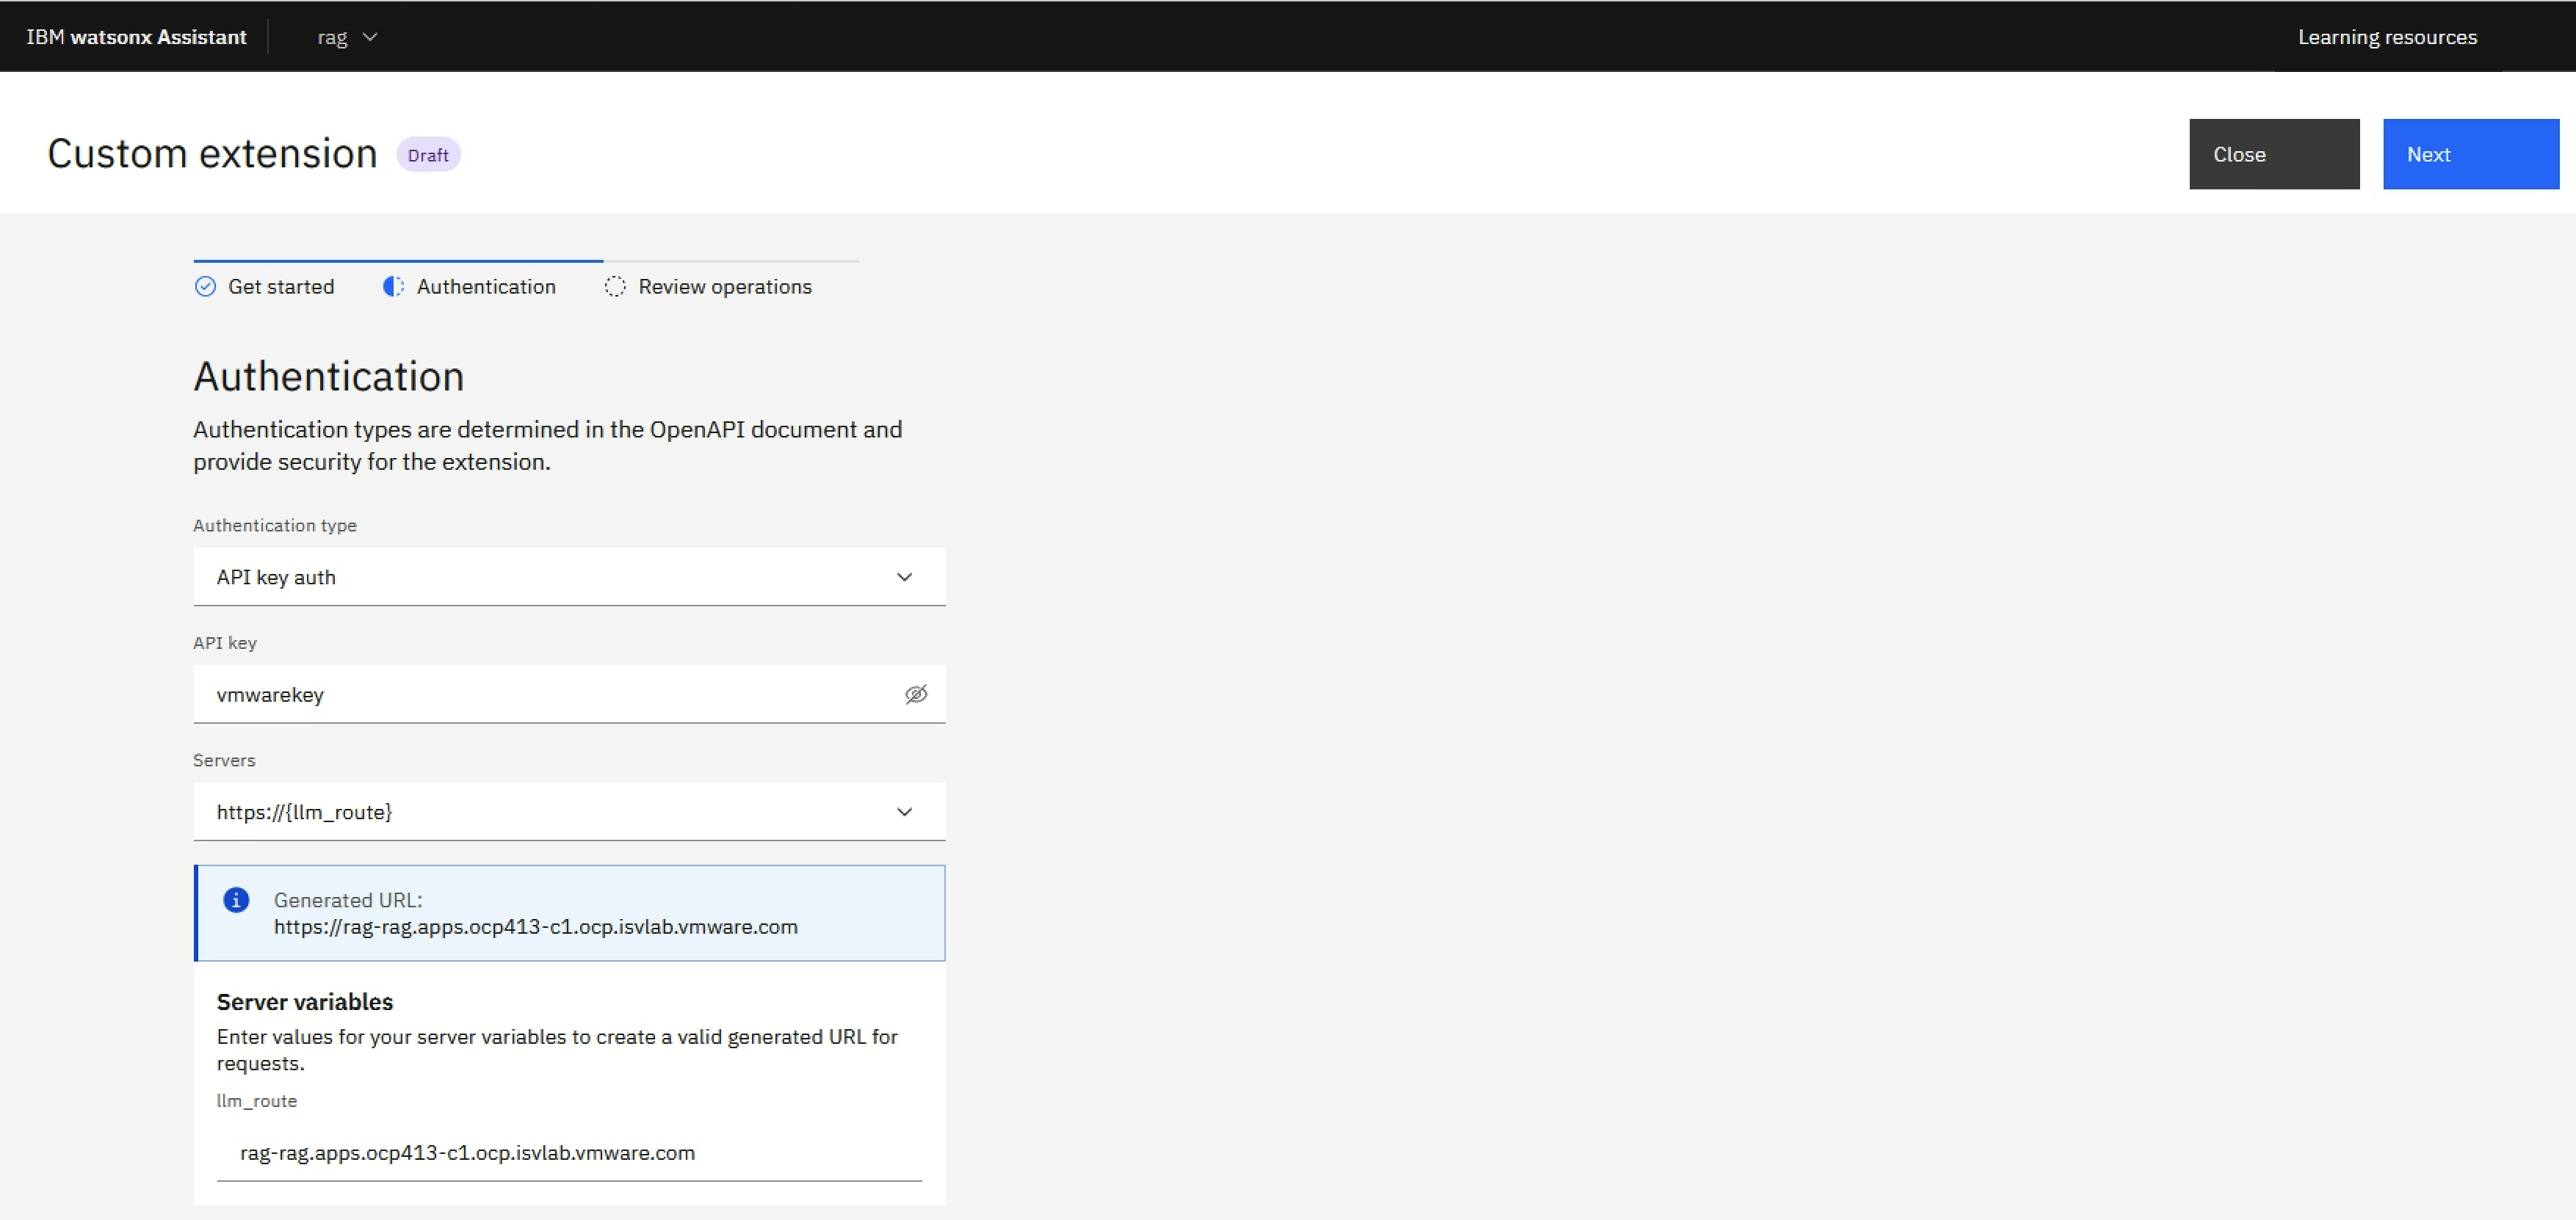 IBM watsonx Assistant
rag
Learning resources
Custom extension
Draft
Close
Next
Get started
Authentication
Review operations
Authentication
Authentication types are determined in the OpenAPI document and
provide security for the extension.
Authentication type
API key auth
API key
vmwarekey
Servers
https://{llm_route}
Generated URL:
https://rag-rag.apps.ocp413-c1.ocp.isvlab.vmware.com
Server variables
Enter values for your server variables to create a valid generated URL for
requests.
llm_route
rag-rag.apps.ocp413-c1.ocp.isvlab.vmware.com